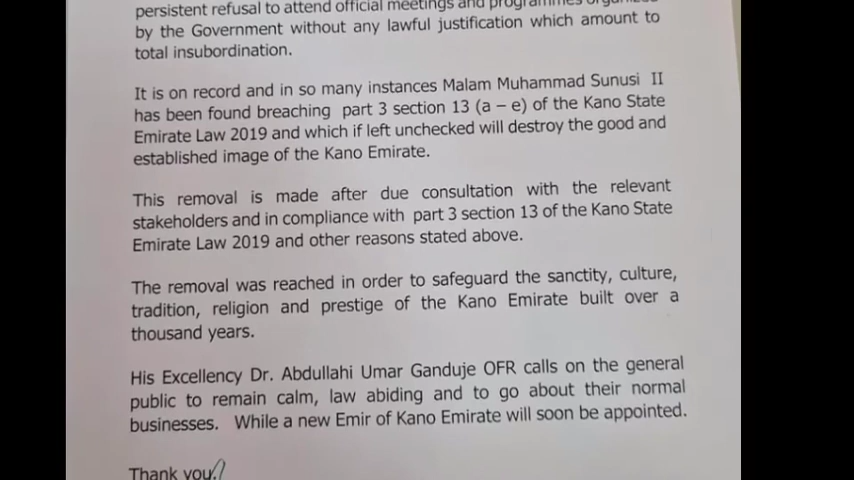 persistent refusal to attend official meetings and programmes organized
by the Government without any lawful justification which amount to
total insubordination.
It is on record and in so many instances Malam Muhammad Sunusi II
has been found breaching part 3 section 13 (a – e) of the Kano State
Emirate Law 2019 and which if left unchecked will destroy the good and
established image of the Kano Emirate.
This removal is made after due consultation with the relevant
stakeholders and in compliance with part 3 section 13 of the Kano State
Emirate Law 2019 and other reasons stated above.
The removal was reached in order to safeguard the sanctity, culture,
tradition, religion and prestige of the Kano Emirate built over a
thousand years.
His Excellency Dr. Abdullahi Umar Ganduje OFR calls on the general
public to remain calm, law abiding and to go about their normal
businesses. While a new Emir of Kano Emirate will soon be appointed.
Thank you.